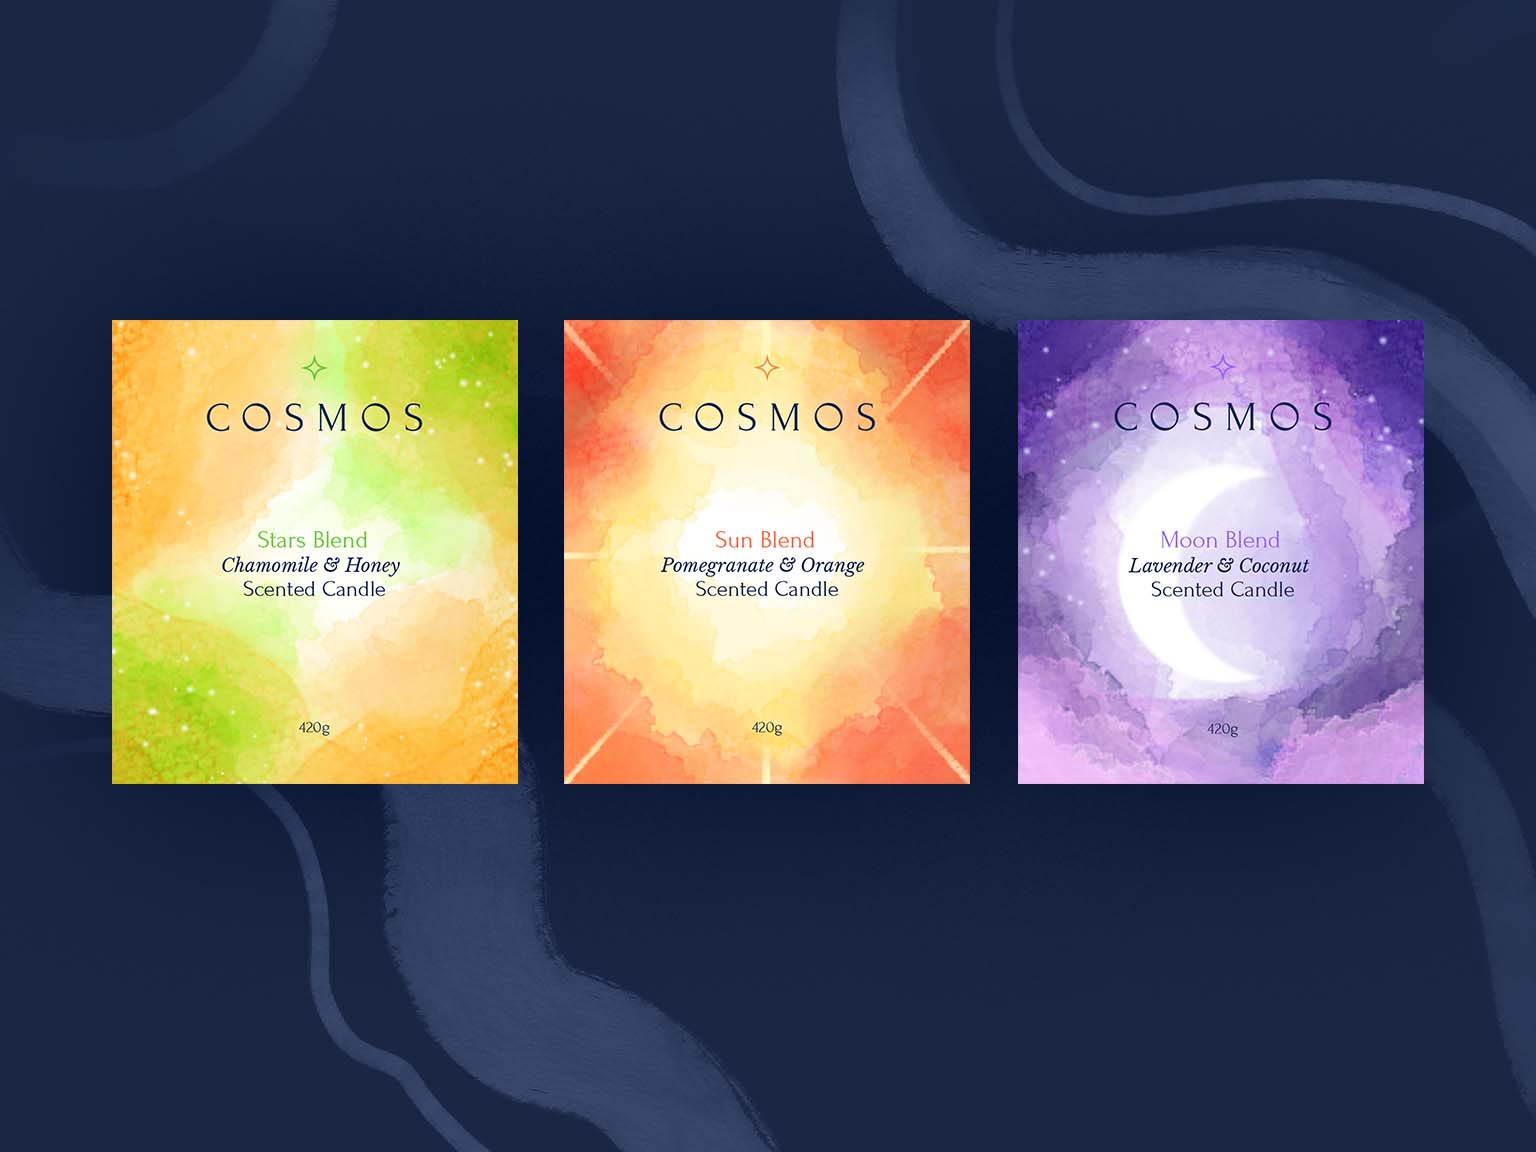 COSMOS
Stars Blend
Chamomile & Honey
Scented Candle
420g
COSMOS
Sun Blend
Pomegranate & Orange
Scented Candle
420g
COSMOS
Moon Blend
Lavender & Coconut
Scented Candle
420g